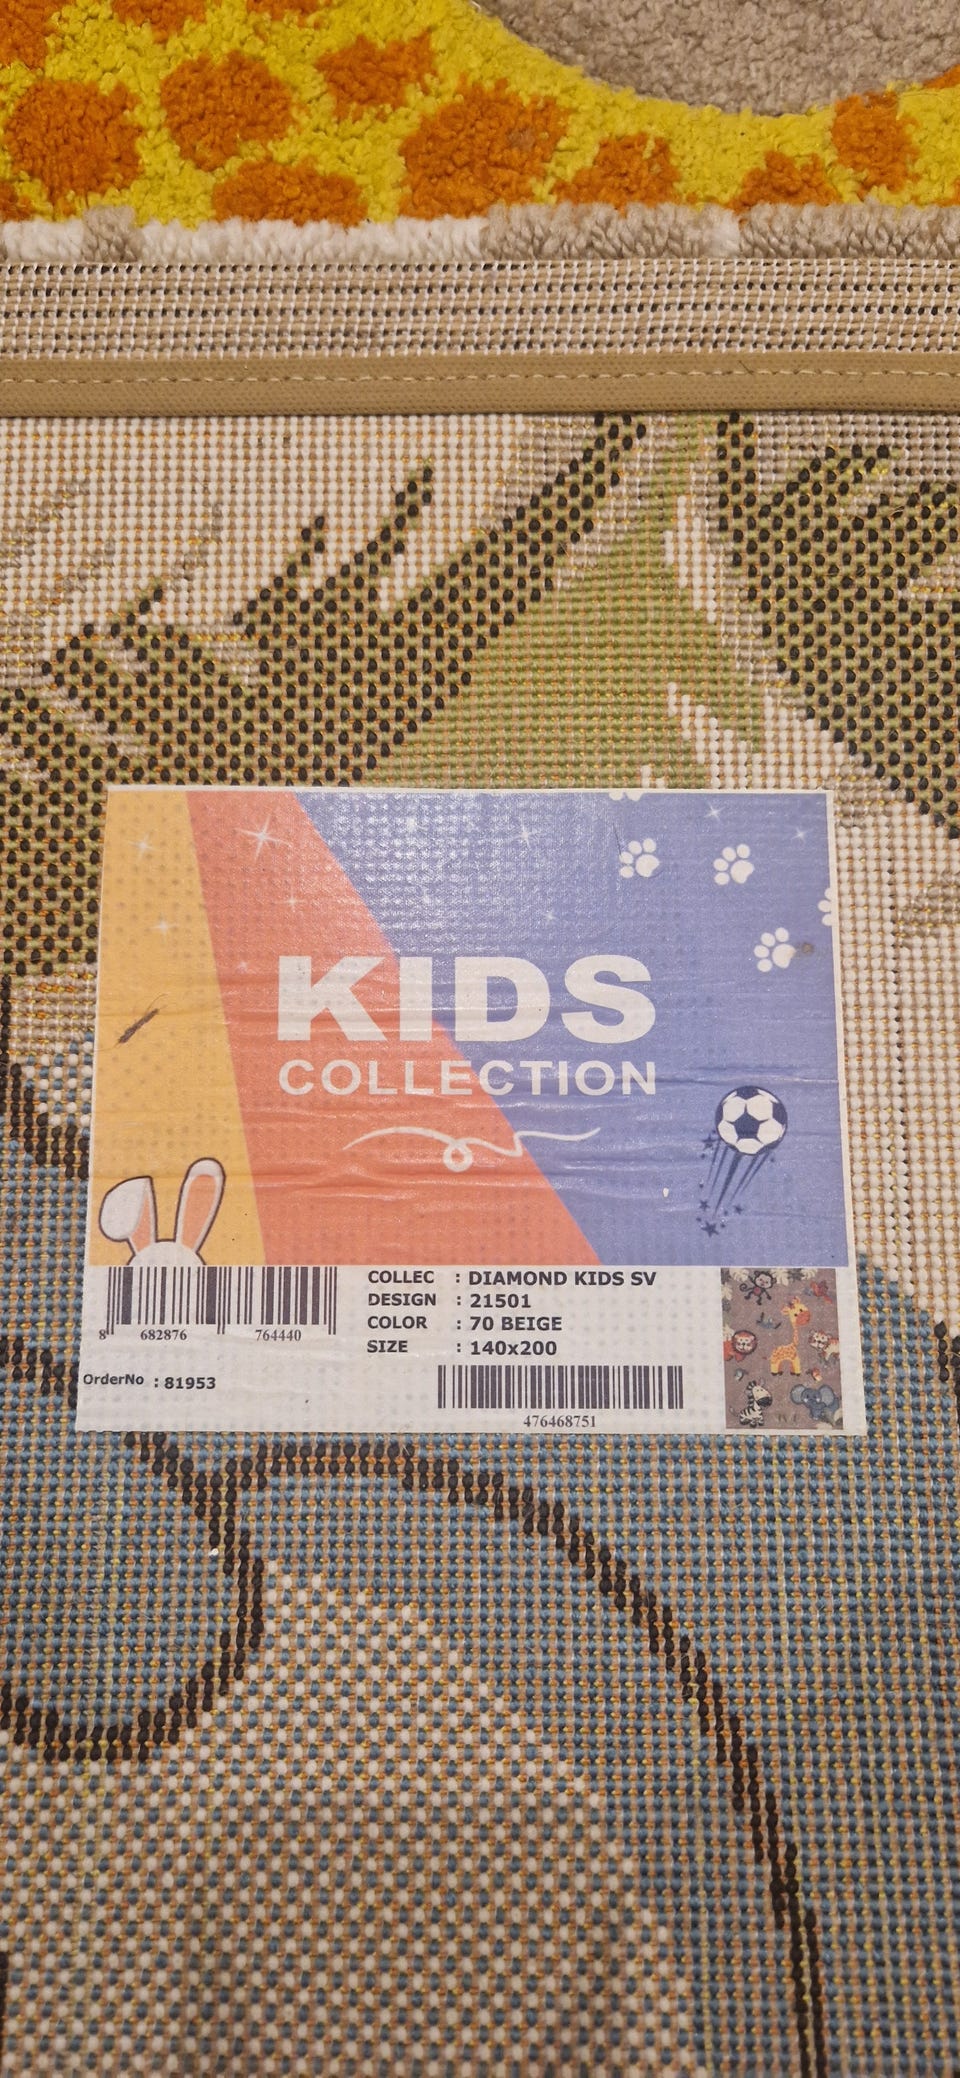 KIDS
COLLECTION
COLLEC : DIAMOND KIDS SV
DESIGN : 21501
COLOR : 70 BEIGE
SIZE : 140x200
8 682876 764440
OrderNo : 81953
476468751